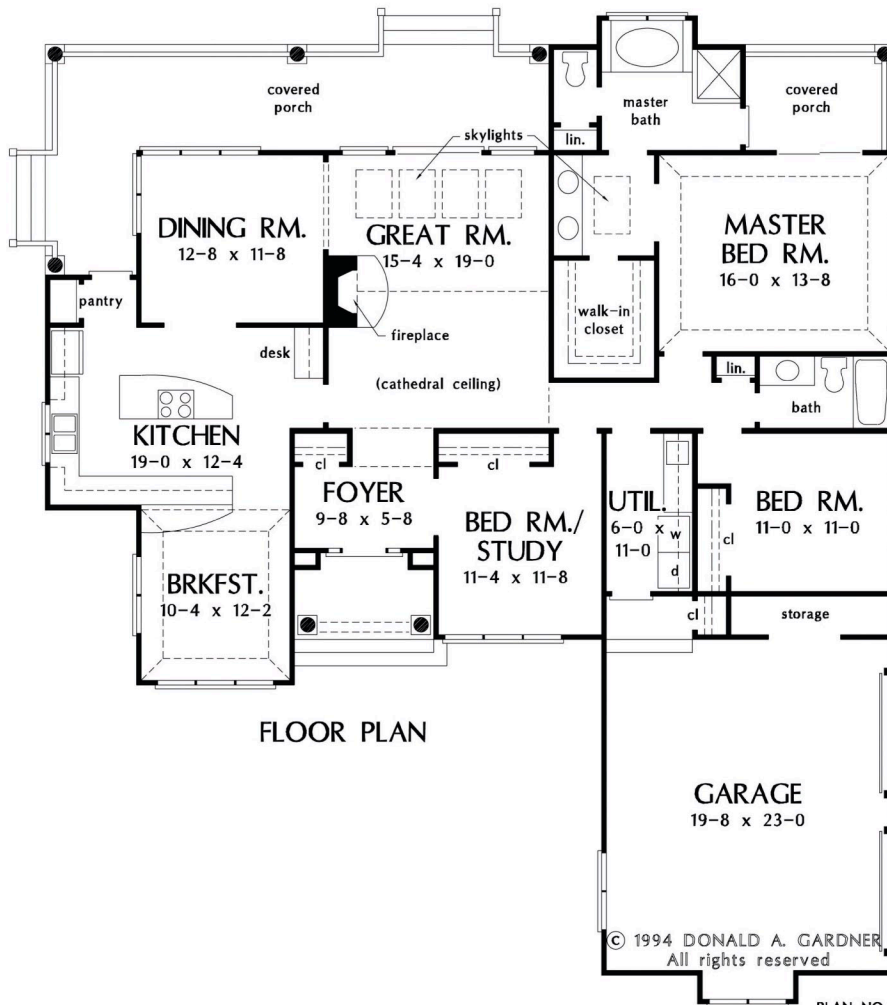 covered
porch
master
bath
covered
porch
lin.
skylights
DINING RM.
12-8 x 11-8
GREAT RM.
15-4 x 19-0
MASTER
BED RM.
16-0 x 13-8
pantry
walk-in
closet
fireplace
desk
(cathedral ceiling)
lin.
bath
KITCHEN
19-0 x 12-4
cl
cl
FOYER
9-8 x 5-8
BED RM./
STUDY
11-4 x 11-8
UTIL.
6-0 x
11-0
w
d
cl
BED RM.
11-0 x 11-0
BRKFST.
10-4 x 12-2
cl
storage
FLOOR PLAN
GARAGE
19-8 x 23-0
© 1994 DONALD A. GARDNER
All rights reserved
PLAN NO